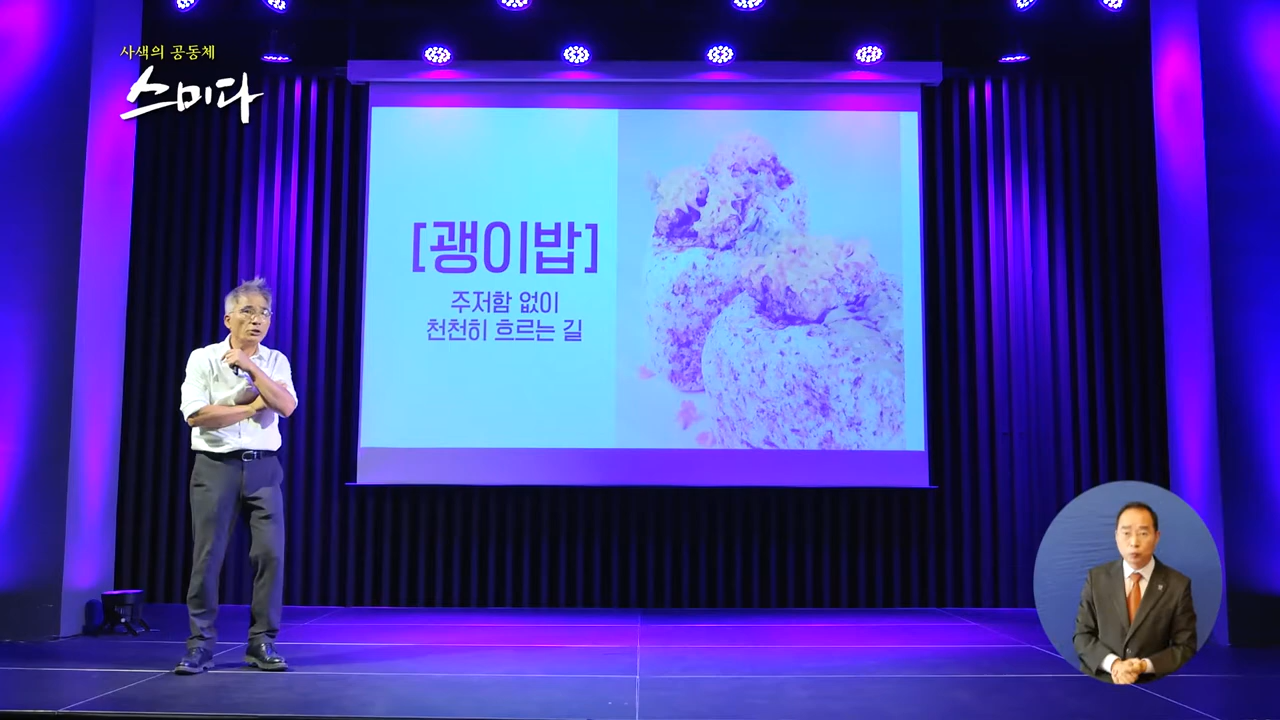 사색의 공동체
스미다
[괭이밥]
주저함 없이
천천히 흐르는 길